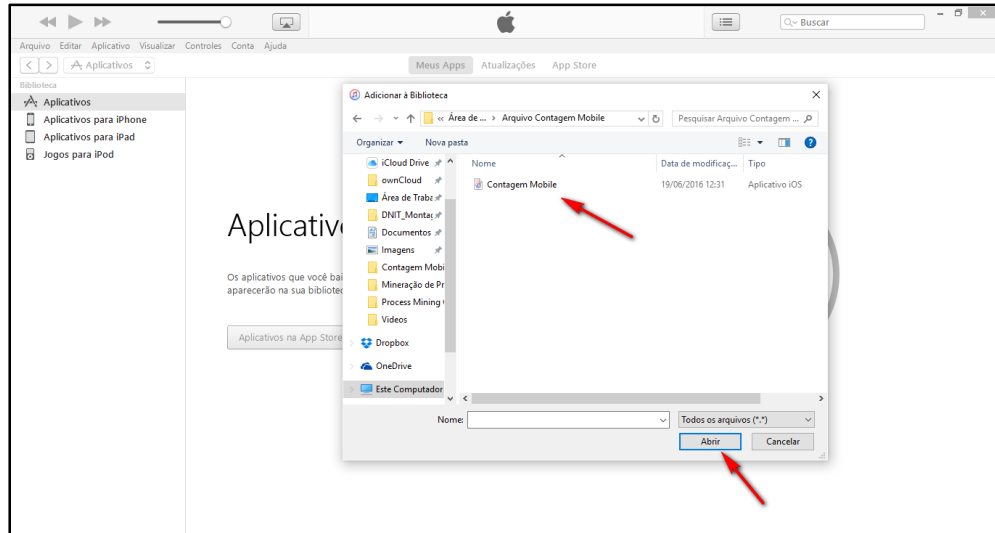 Buscar
Arquivo Editar Aplicativo Visualizar Controles Conta Ajuda
Aplicativos
Meus Apps Atualizações App Store
Biblioteca
Aplicativos
Aplicativos para iPhone
Aplicativos para iPad
Jogos para iPod
Aplicativ
Os aplicativos que você bai
aparecerão na sua bibliotec
Aplicativos na App Store
Adicionar à Biblioteca
« Área de ... › Arquivo Contagem Mobile
Pesquisar Arquivo Contagem ...
Organizar Nova pasta
iCloud Drive
ownCloud
Área de Traba
DNIT_Montag
Documentos
Imagens
Contagem Mobi
Mineração de Pr
Process Mining
Videos
Dropbox
OneDrive
Este Computador
Nome Data de modificaç... Tipo
Contagem Mobile 19/06/2016 12:31 Aplicativo iOS
Nome: Todos os arquivos (*.*)
Abrir Cancelar